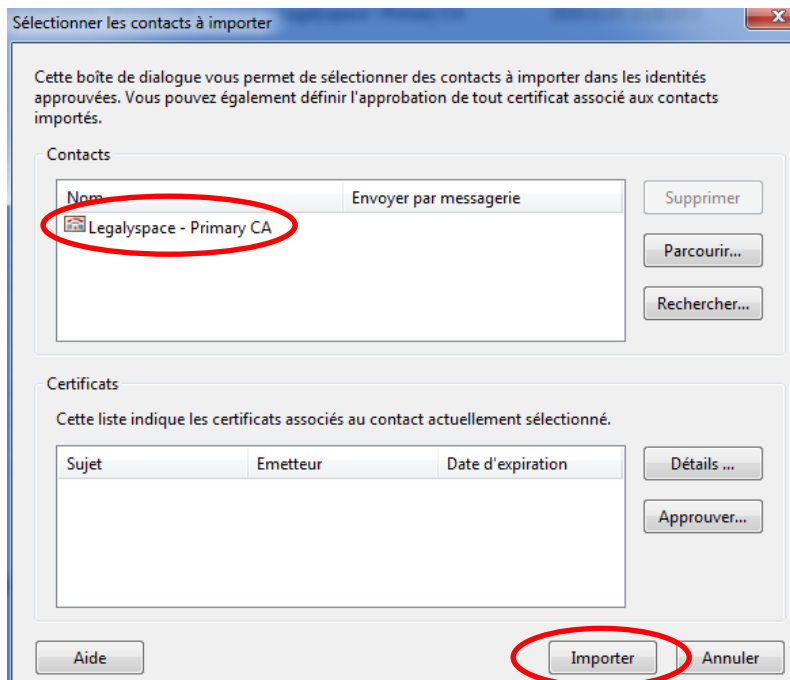 Sélectionner les contacts à importer
Cette boîte de dialogue vous permet de sélectionner des contacts à importer dans les identités
approuvées. Vous pouvez également définir l'approbation de tout certificat associé aux contacts
importés.
Contacts
Nom Envoyer par messagerie Supprimer
Legalyspace - Primary CA
Parcourir...
Rechercher...
Certificats
Cette liste indique les certificats associés au contact actuellement sélectionné.
Sujet Emetteur Date d'expiration Détails ...
Approuver...
Aide Importer Annuler